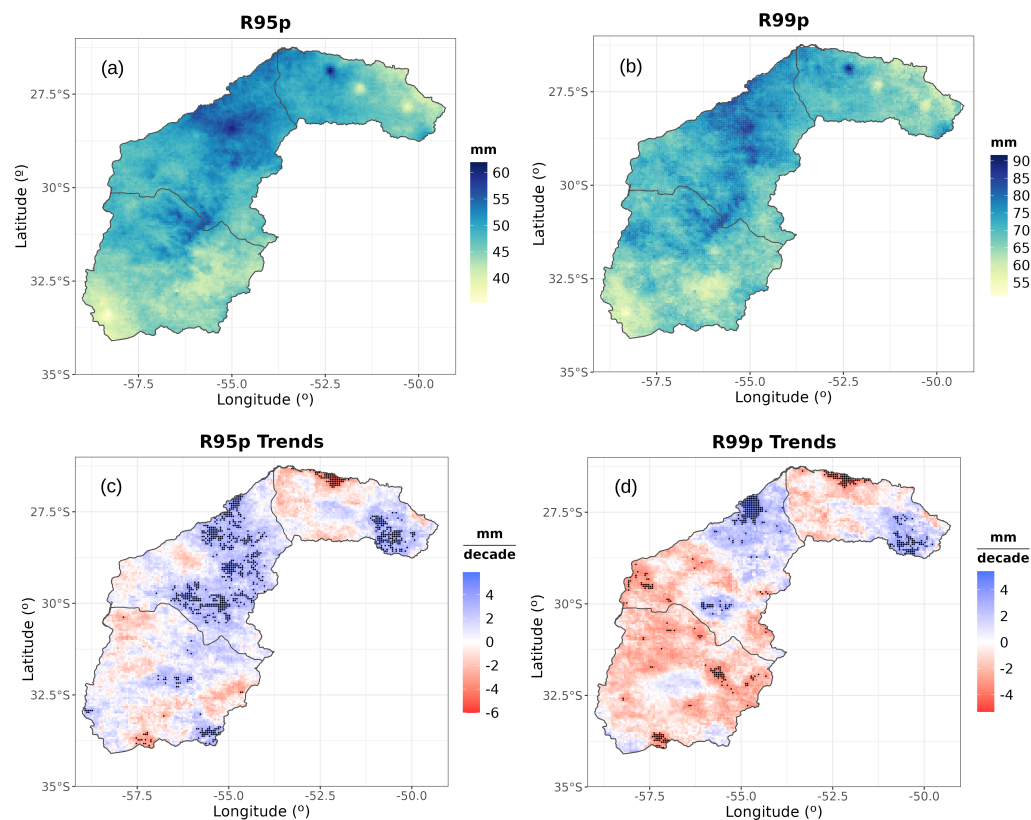 R95p
R99p
(a)
(b)
27.5°S
30°S
32.5°S
35°S
Latitude (º)
-57.5
-55.0
-52.5
-50.0
Longitude (º)
mm
60
55
50
45
40
27.5°S
30°S
32.5°S
35°S
Latitude (º)
-57.5
-55.0
-52.5
-50.0
Longitude (º)
mm
90
85
80
75
70
65
60
55
R95p Trends
R99p Trends
(c)
(d)
27.5°S
30°S
32.5°S
35°S
Latitude (º)
-57.5
-55.0
-52.5
-50.0
Longitude (º)
mm
decade
4
2
0
-2
-4
-6
27.5°S
30°S
32.5°S
35°S
Latitude (º)
-57.5
-55.0
-52.5
-50.0
Longitude (º)
mm
decade
4
2
0
-2
-4